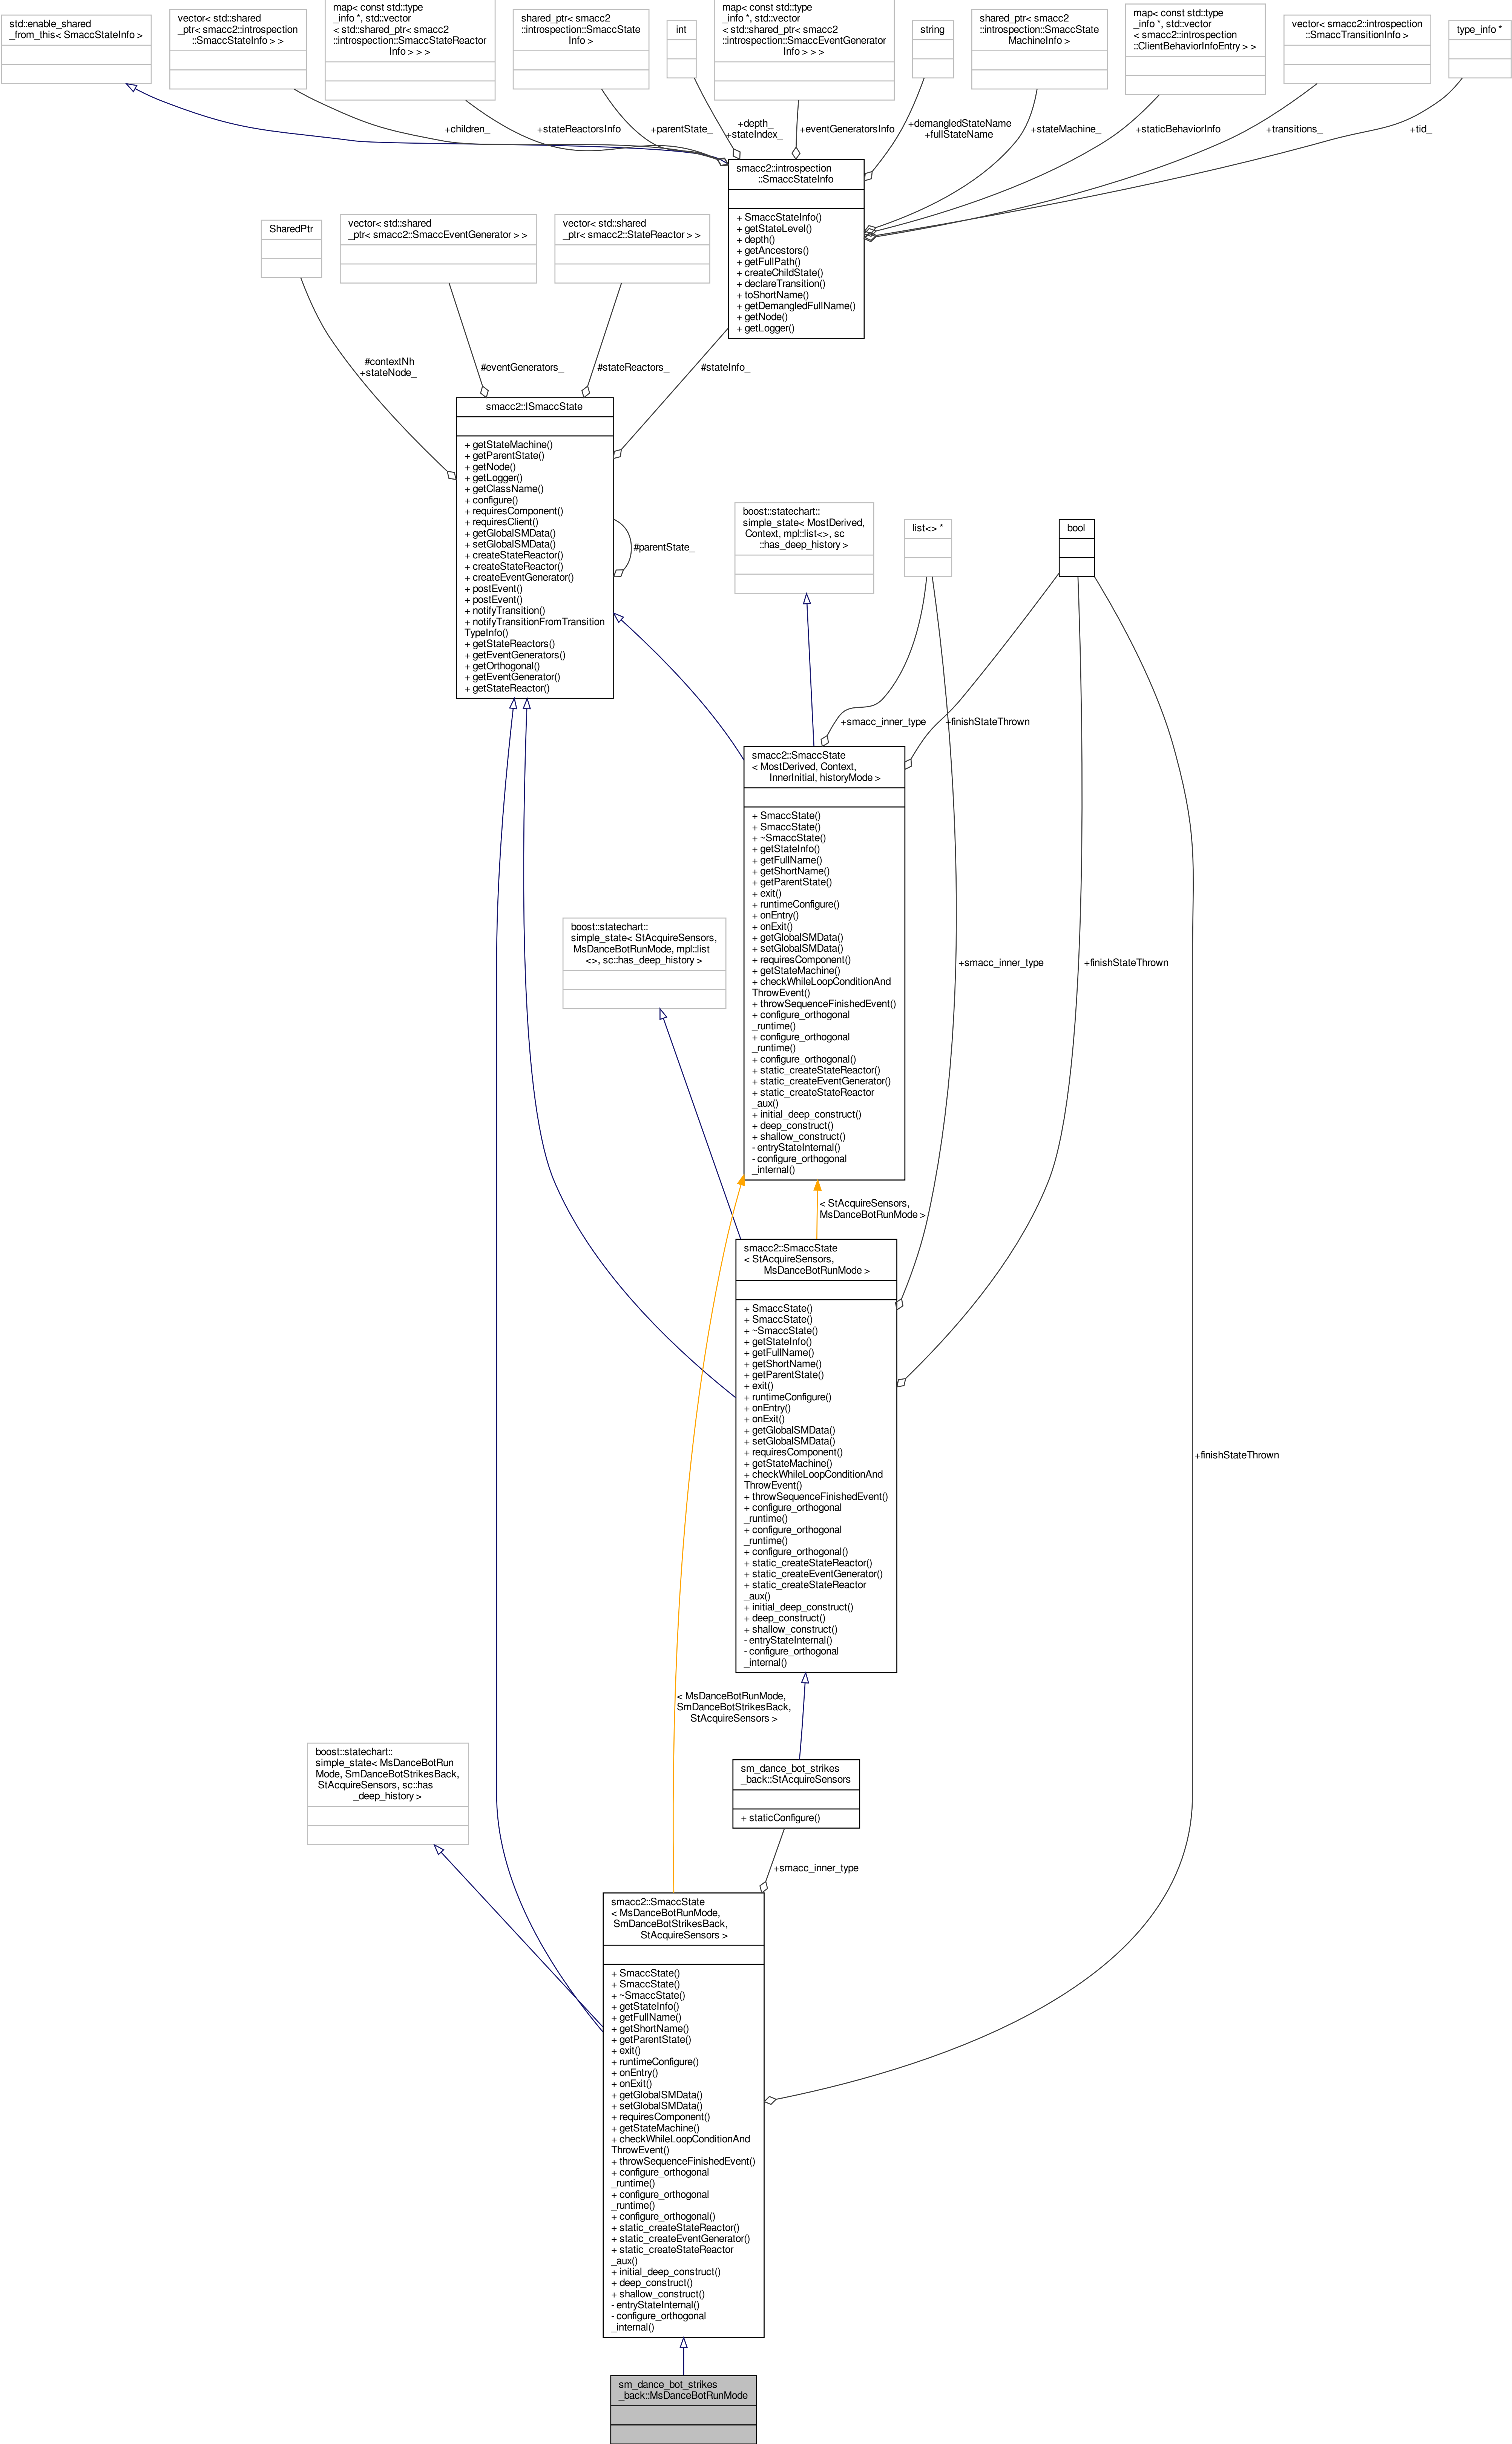 std::enable_shared
_from_this< SmaccStateInfo >
vector< std::shared
_ptr< smacc2::introspection
::SmaccStateInfo > >
map< const std::type
_info *, std::vector
< std::shared_ptr< smacc2
::introspection::SmaccStateReactor
Info > > >
shared_ptr< smacc2
::introspection::SmaccState
Info >
int
map< const std::type
_info *, std::vector
< std::shared_ptr< smacc2
::introspection::SmaccEventGenerator
Info > > >
string
shared_ptr< smacc2
::introspection::SmaccState
MachineInfo >
map< const std::type
_info *, std::vector
< smacc2::introspection
::ClientBehaviorInfoEntry > >
vector< smacc2::introspection
::SmaccTransitionInfo >
type_info *
+children_
+stateReactorsInfo
+parentState_
+depth_
+stateIndex_
+eventGeneratorsInfo
+demangledStateName
+fullStateName
+stateMachine_
+staticBehaviorInfo
+transitions_
+tid_
smacc2::introspection
::SmaccStateInfo
+ SmaccStateInfo()
+ getStateLevel()
+ depth()
+ getAncestors()
+ getFullPath()
+ createChildState()
+ declareTransition()
+ toShortName()
+ getDemangledFullName()
+ getNode()
+ getLogger()
SharedPtr
vector< std::shared
_ptr< smacc2::SmaccEventGenerator > >
vector< std::shared
_ptr< smacc2::StateReactor > >
#contextNh
+stateNode_
#eventGenerators_
#stateReactors_
#stateInfo_
smacc2::ISmaccState
+ getStateMachine()
+ getParentState()
+ getNode()
+ getLogger()
+ getClassName()
+ configure()
+ requiresComponent()
+ requiresClient()
+ getGlobalSMData()
+ setGlobalSMData()
+ createStateReactor()
+ createStateReactor()
+ createEventGenerator()
+ postEvent()
+ postEvent()
+ notifyTransition()
+ notifyTransitionFromTransition
TypeInfo()
+ getStateReactors()
+ getEventGenerators()
+ getOrthogonal()
+ getEventGenerator()
+ getStateReactor()
#parentState_
boost::statechart::
simple_state< MostDerived,
Context, mpl::list<>, sc
::has_deep_history >
list<> *
bool
+smacc_inner_type
+finishStateThrown
smacc2::SmaccState
< MostDerived, Context,
InnerInitial, historyMode >
+ SmaccState()
+ SmaccState()
+ ~SmaccState()
+ getStateInfo()
+ getFullName()
+ getShortName()
+ getParentState()
+ exit()
+ runtimeConfigure()
+ onEntry()
+ onExit()
+ getGlobalSMData()
+ setGlobalSMData()
+ requiresComponent()
+ getStateMachine()
+ checkWhileLoopConditionAnd
ThrowEvent()
+ throwSequenceFinishedEvent()
+ configure_orthogonal
_runtime()
+ configure_orthogonal
_runtime()
+ configure_orthogonal()
+ static_createStateReactor()
+ static_createEventGenerator()
+ static_createStateReactor
_aux()
+ initial_deep_construct()
+ deep_construct()
+ shallow_construct()
- entryStateInternal()
- configure_orthogonal
_internal()
boost::statechart::
simple_state< StAcquireSensors,
MsDanceBotRunMode, mpl::list
<>, sc::has_deep_history >
+smacc_inner_type
+finishStateThrown
< StAcquireSensors,
MsDanceBotRunMode >
smacc2::SmaccState
< StAcquireSensors,
MsDanceBotRunMode >
+ SmaccState()
+ SmaccState()
+ ~SmaccState()
+ getStateInfo()
+ getFullName()
+ getShortName()
+ getParentState()
+ exit()
+ runtimeConfigure()
+ onEntry()
+ onExit()
+ getGlobalSMData()
+ setGlobalSMData()
+ requiresComponent()
+ getStateMachine()
+ checkWhileLoopConditionAnd
ThrowEvent()
+ throwSequenceFinishedEvent()
+ configure_orthogonal
_runtime()
+ configure_orthogonal
_runtime()
+ configure_orthogonal()
+ static_createStateReactor()
+ static_createEventGenerator()
+ static_createStateReactor
_aux()
+ initial_deep_construct()
+ deep_construct()
+ shallow_construct()
- entryStateInternal()
- configure_orthogonal
_internal()
+finishStateThrown
< MsDanceBotRunMode,
SmDanceBotStrikesBack,
StAcquireSensors >
boost::statechart::
simple_state< MsDanceBotRun
Mode, SmDanceBotStrikesBack,
StAcquireSensors, sc::has
_deep_history >
sm_dance_bot_strikes
_back::StAcquireSensors
+ staticConfigure()
+smacc_inner_type
smacc2::SmaccState
< MsDanceBotRunMode,
SmDanceBotStrikesBack,
StAcquireSensors >
+ SmaccState()
+ SmaccState()
+ ~SmaccState()
+ getStateInfo()
+ getFullName()
+ getShortName()
+ getParentState()
+ exit()
+ runtimeConfigure()
+ onEntry()
+ onExit()
+ getGlobalSMData()
+ setGlobalSMData()
+ requiresComponent()
+ getStateMachine()
+ checkWhileLoopConditionAnd
ThrowEvent()
+ throwSequenceFinishedEvent()
+ configure_orthogonal
_runtime()
+ configure_orthogonal
_runtime()
+ configure_orthogonal()
+ static_createStateReactor()
+ static_createEventGenerator()
+ static_createStateReactor
_aux()
+ initial_deep_construct()
+ deep_construct()
+ shallow_construct()
- entryStateInternal()
- configure_orthogonal
_internal()
sm_dance_bot_strikes
_back::MsDanceBotRunMode